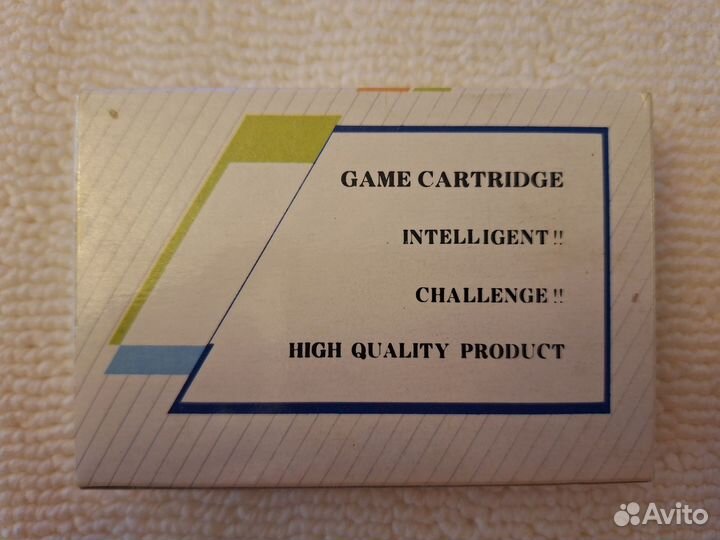 GAME CARTRIDGE
INTELLIGENT!!
CHALLENGE!!
HIGH QUALITY PRODUCT
Avito